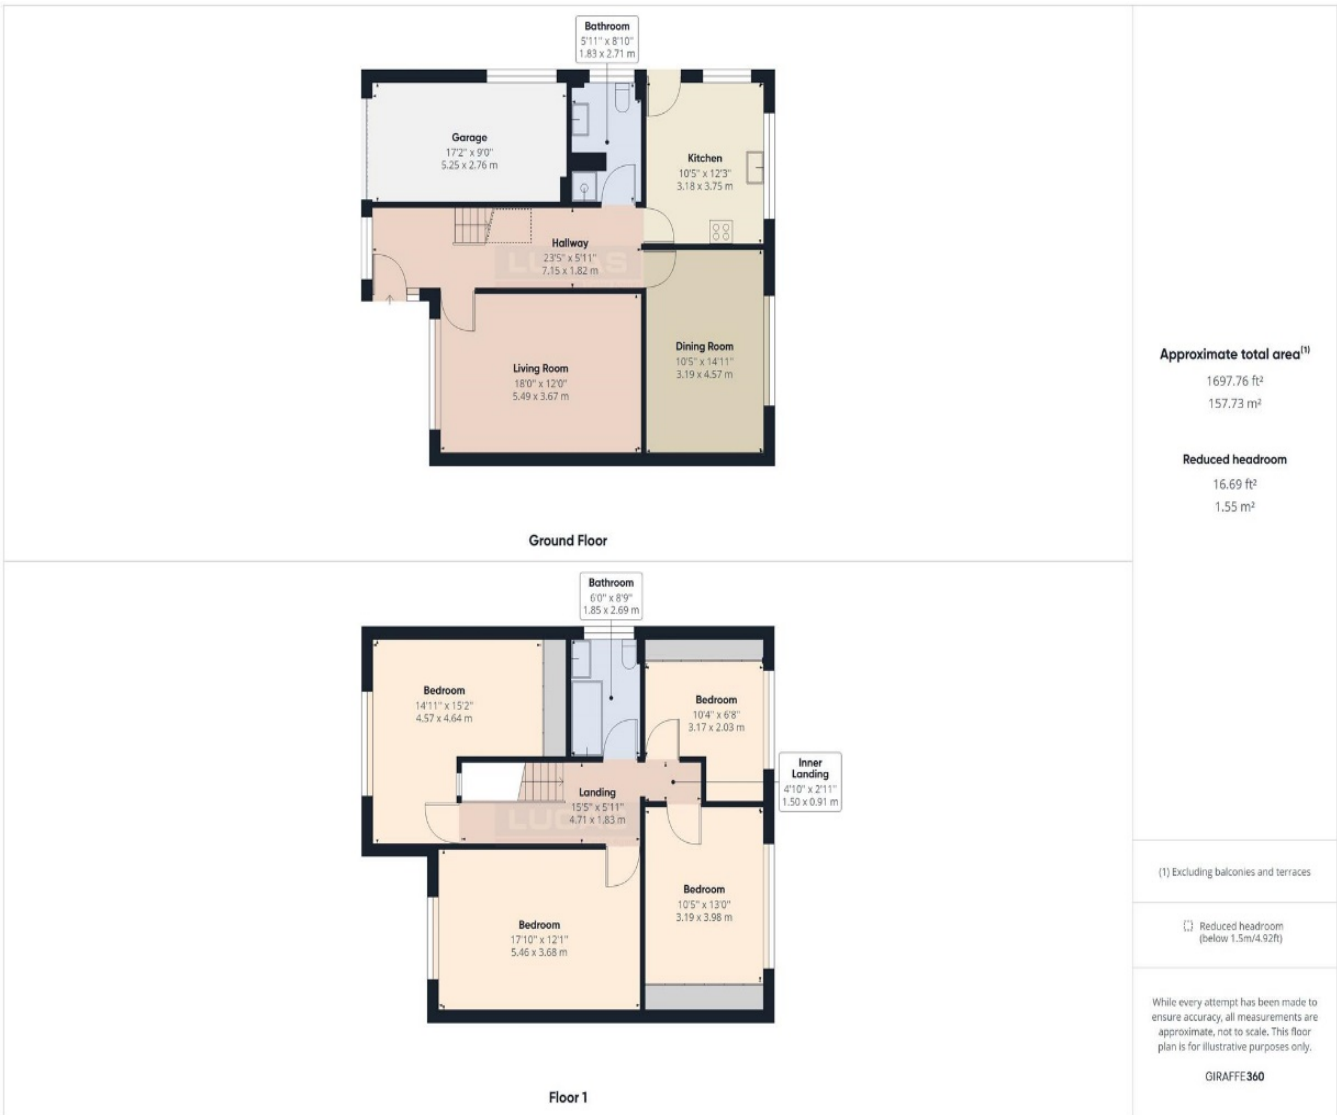 Bathroom
5'11" x 8'10"
1.83 x 2.71 m
Garage
17'2" x 9'0"
5.25 x 2.76 m
Kitchen
10'5" x 12'3"
3.18 x 3.75 m
Hallway
23'5" x 5'11"
7.15 x 1.82 m
LUCAS
Living Room
18'0" x 12'0"
5.49 x 3.67 m
Dining Room
10'5" x 14'11"
3.19 x 4.57 m
Ground Floor
Bathroom
6'0" x 8'9"
1.85 x 2.69 m
Bedroom
14'11" x 15'2"
4.57 x 4.64 m
Bedroom
10'4" x 6'8"
3.17 x 2.03 m
Inner
Landing
4'10" x 2'11"
1.50 x 0.91 m
Landing
15'5" x 5'11"
4.71 x 1.83 m
LUCAS
Bedroom
17'10" x 12'1"
5.46 x 3.68 m
Bedroom
10'5" x 13'0"
3.19 x 3.98 m
Floor 1
Approximate total area(1)
1697.76 ft²
157.73 m²
Reduced headroom
16.69 ft²
1.55 m²
(1) Excluding balconies and terraces
Reduced headroom
(below 1.5m/4.92ft)
While every attempt has been made to
ensure accuracy, all measurements are
approximate, not to scale. This floor
plan is for illustrative purposes only.
GIRAFFE360